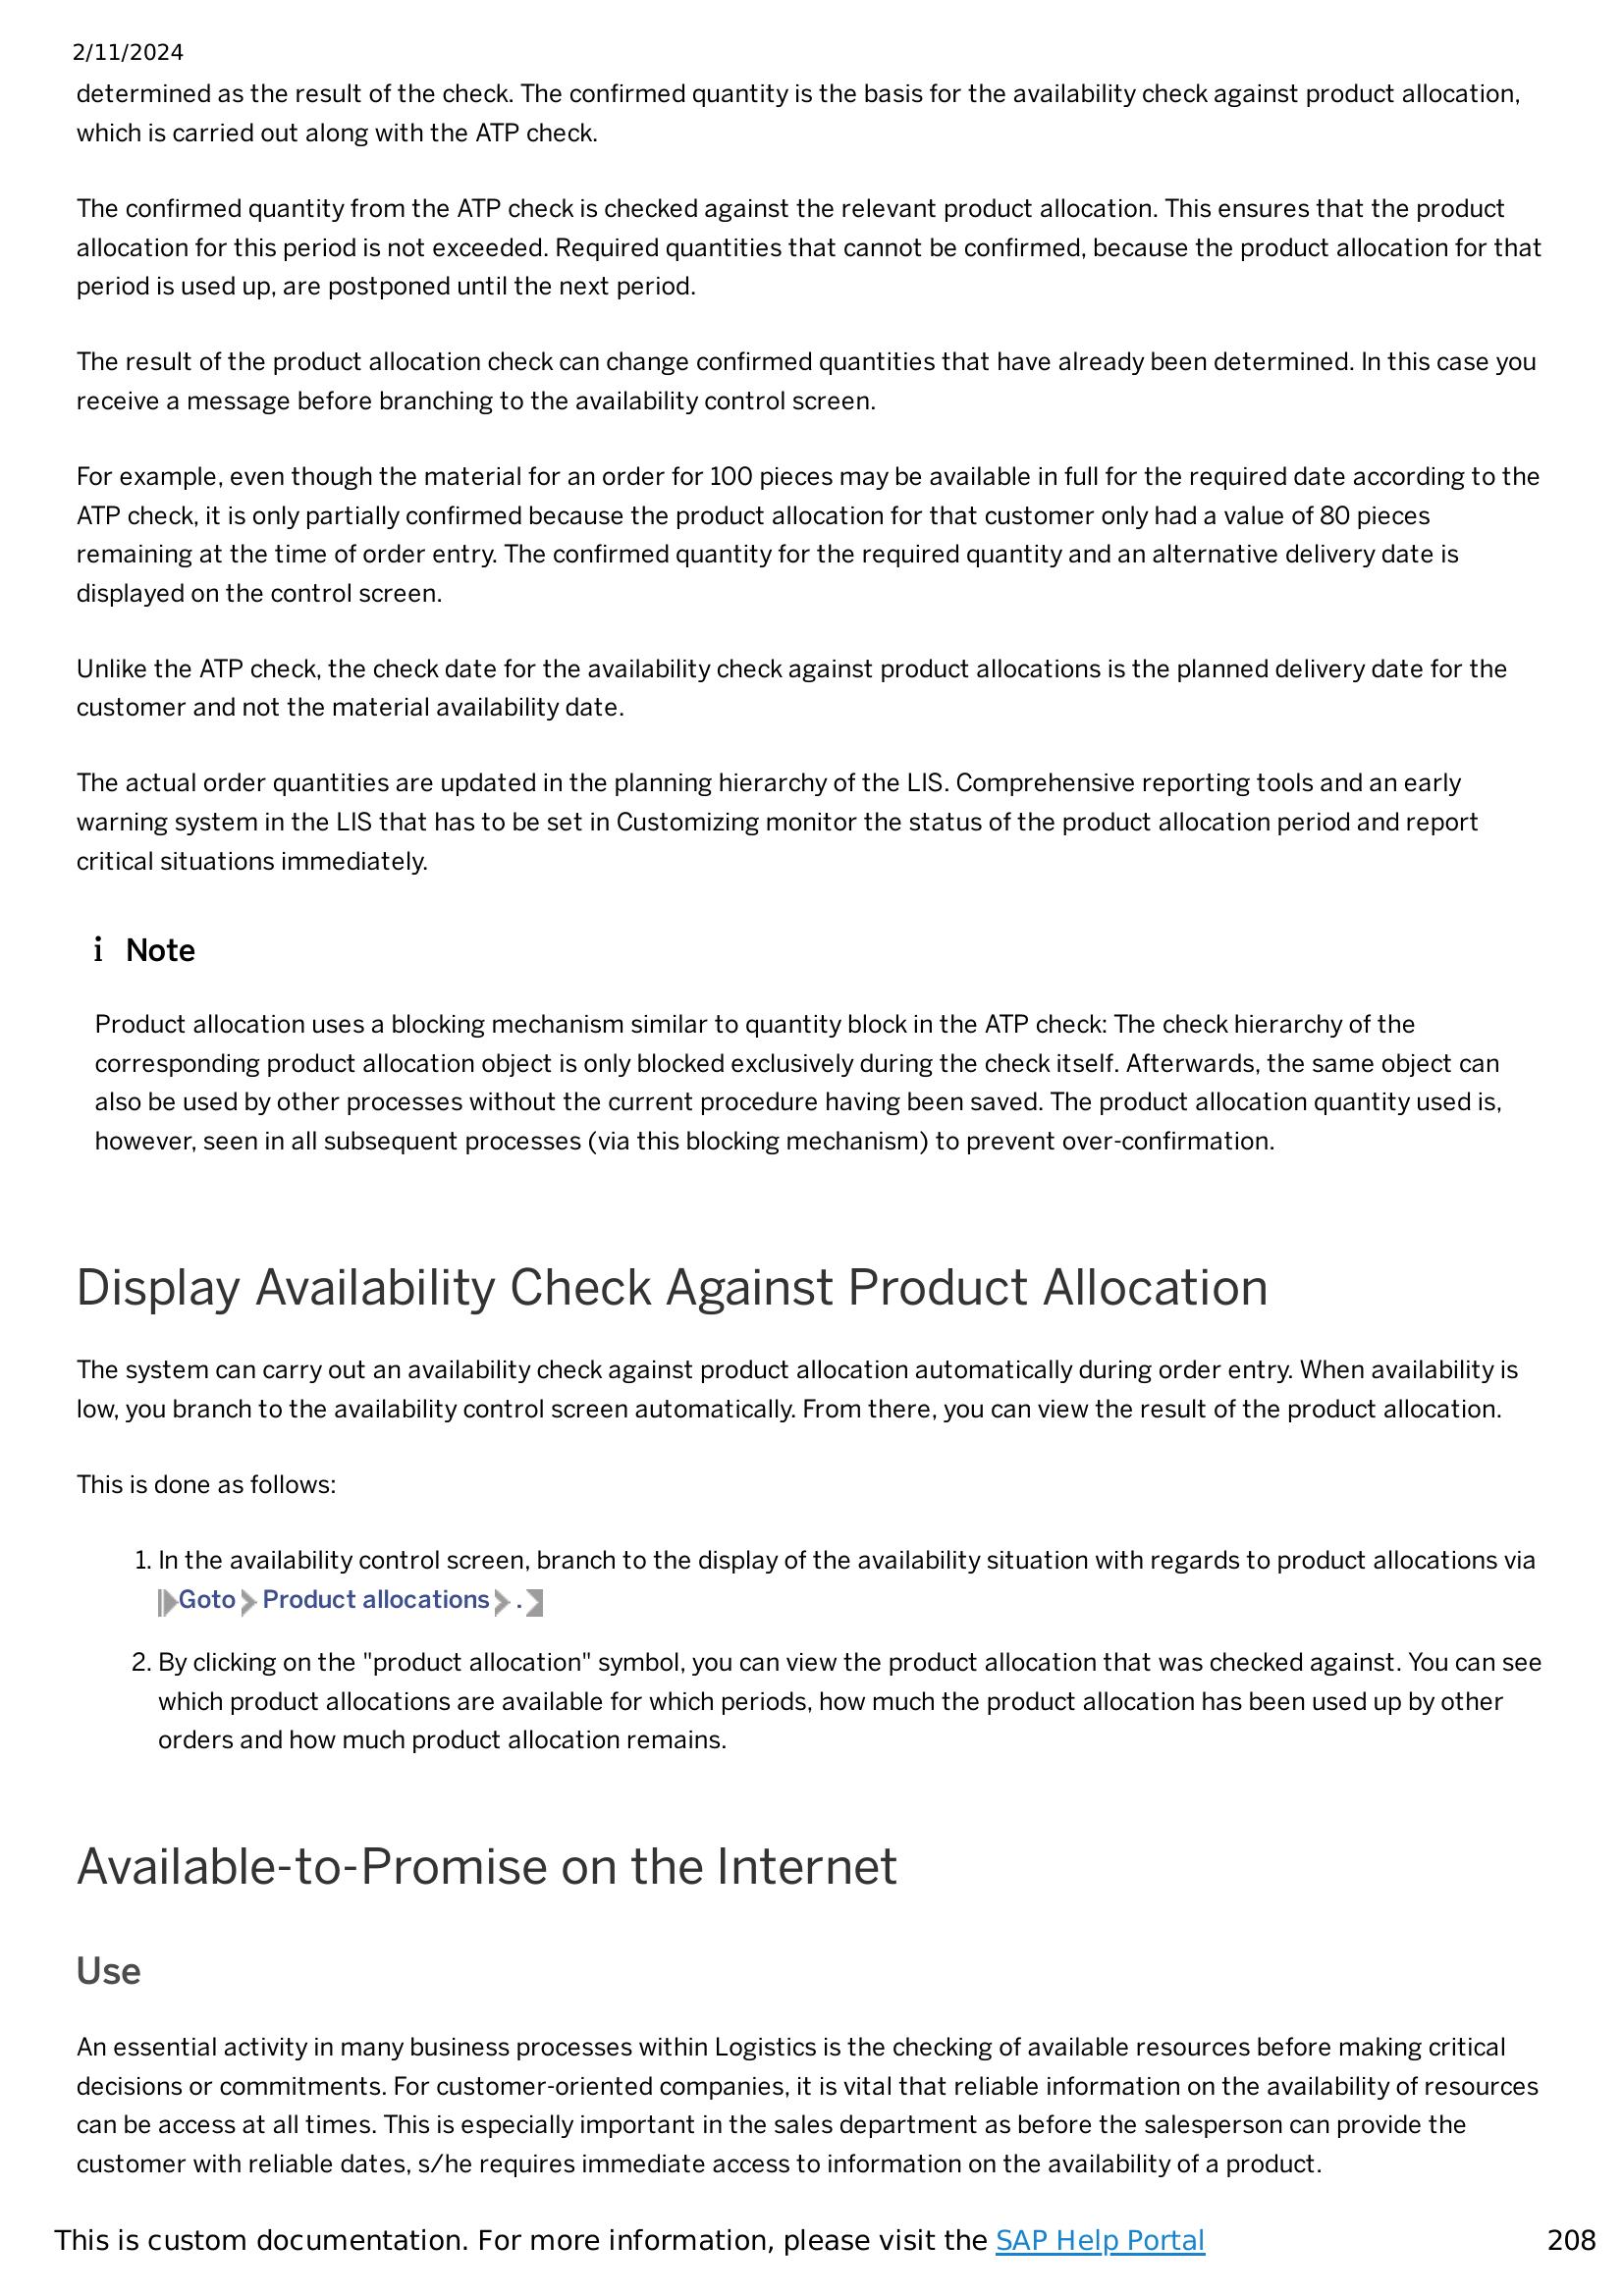 2/11/2024
determined as the result of the check. The confirmed quantity is the basis for the availability check against product allocation,
which is carried out along with the ATP check.
The confirmed quantity from the ATP check is checked against the relevant product allocation. This ensures that the product
allocation for this period is not exceeded. Required quantities that cannot be confirmed, because the product allocation for that
period is used up, are postponed until the next period.
The result of the product allocation check can change confirmed quantities that have already been determined. In this case you
receive a message before branching to the availability control screen.
For example, even though the material for an order for 100 pieces may be available in full for the required date according to the
ATP check, it is only partially confirmed because the product allocation for that customer only had a value of 80 pieces
remaining at the time of order entry. The confirmed quantity for the required quantity and an alternative delivery date is
displayed on the control screen.
Unlike the ATP check, the check date for the availability check against product allocations is the planned delivery date for the
customer and not the material availability date.
The actual order quantities are updated in the planning hierarchy of the LIS. Comprehensive reporting tools and an early
warning system in the LIS that has to be set in Customizing monitor the status of the product allocation period and report
critical situations immediately.
i Note
Product allocation uses a blocking mechanism similar to quantity block in the ATP check: The check hierarchy of the
corresponding product allocation object is only blocked exclusively during the check itself. Afterwards, the same object can
also be used by other processes without the current procedure having been saved. The product allocation quantity used is,
however, seen in all subsequent processes (via this blocking mechanism) to prevent over-confirmation.
Display Availability Check Against Product Allocation
The system can carry out an availability check against product allocation automatically during order entry. When availability is
low, you branch to the availability control screen automatically. From there, you can view the result of the product allocation.
This is done as follows:
1. In the availability control screen, branch to the display of the availability situation with regards to product allocations via
Goto Product allocations .
2. By clicking on the "product allocation" symbol, you can view the product allocation that was checked against. You can see
which product allocations are available for which periods, how much the product allocation has been used up by other
orders and how much product allocation remains.
Available-to-Promise on the Internet
Use
An essential activity in many business processes within Logistics is the checking of available resources before making critical
decisions or commitments. For customer-oriented companies, it is vital that reliable information on the availability of resources
can be access at all times. This is especially important in the sales department as before the salesperson can provide the
customer with reliable dates, s/he requires immediate access to information on the availability of a product.
This is custom documentation. For more information, please visit the SAP Help Portal 208